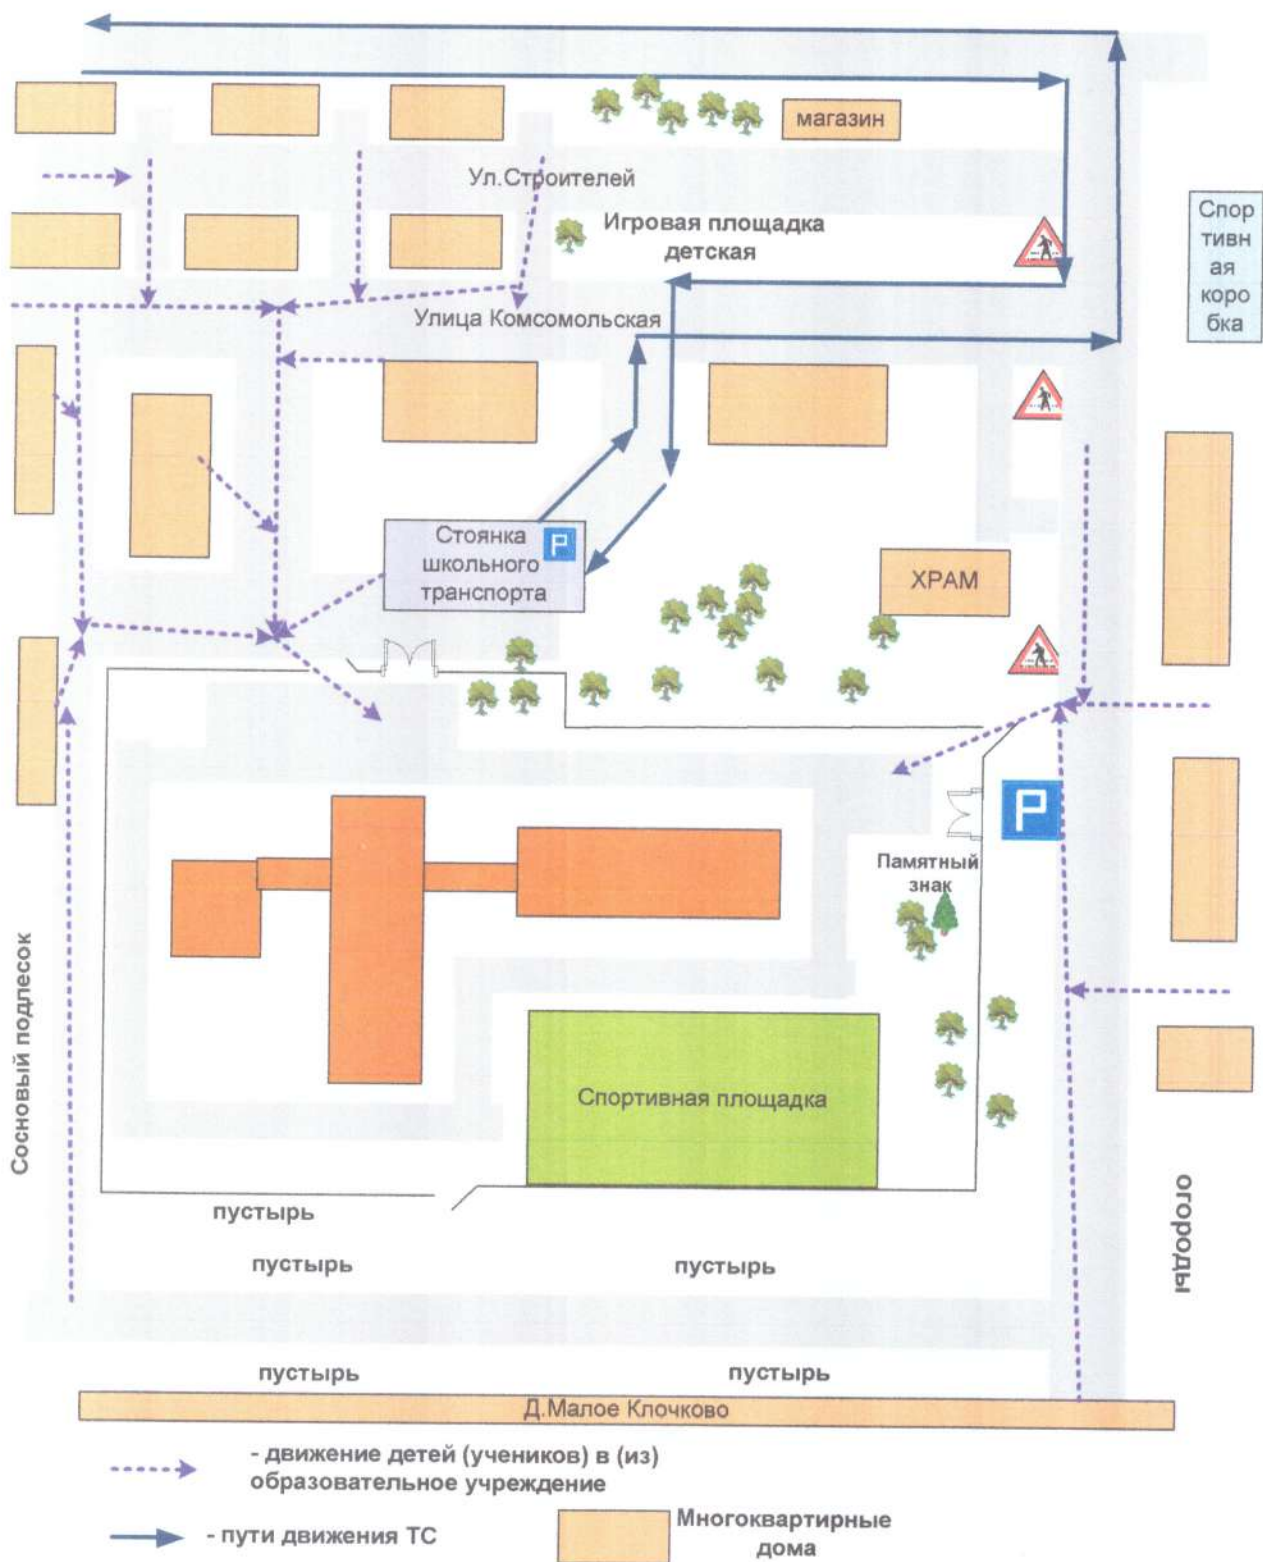 магазин
Ул.Строителей
Игровая площадка
детская
Спор
тивн
ая
коро
бка
Улица Комсомольская
Стоянка
школьного
транспорта
P
ХРАМ
P
Памятный
знак
Сосновый подлесок
Спортивная площадка
огороды
пустырь
пустырь
пустырь
пустырь
пустырь
Д.Малое Клочково
- движение детей (учеников) в (из)
образовательное учреждение
- пути движения ТС
Многоквартирные
дома